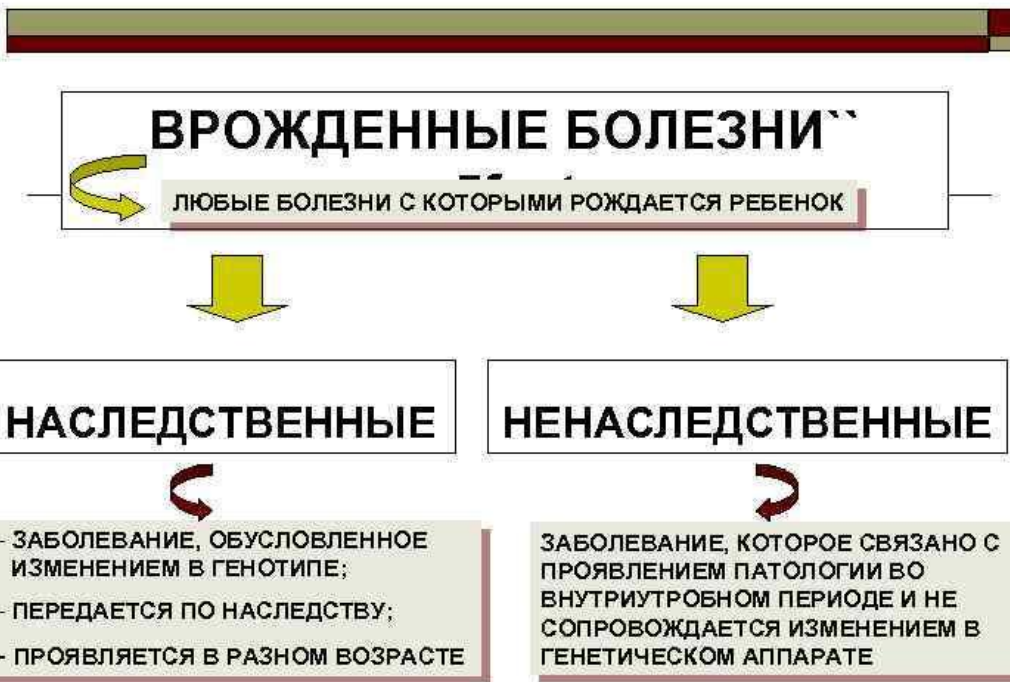 ВРОЖДЕННЫЕ БОЛЕЗНИ``
ЛЮБЫЕ БОЛЕЗНИ С КОТОРЫМИ РОЖДАЕТСЯ РЕБЕНОК
НАСЛЕДСТВЕННЫЕ
- ЗАБОЛЕВАНИЕ, ОБУСЛОВЛЕННОЕ
ИЗМЕНЕНИЕМ В ГЕНОТИПЕ;
- ПЕРЕДАЕТСЯ ПО НАСЛЕДСТВУ;
- ПРОЯВЛЯЕТСЯ В РАЗНОМ ВОЗРАСТЕ
НЕНАСЛЕДСТВЕННЫЕ
ЗАБОЛЕВАНИЕ, КОТОРОЕ СВЯЗАНО С
ПРОЯВЛЕНИЕМ ПАТОЛОГИИ ВО
ВНУТРИУТРОБНОМ ПЕРИОДЕ И НЕ
СОПРОВОЖДАЕТСЯ ИЗМЕНЕНИЕМ В
ГЕНЕТИЧЕСКОМ АППАРАТЕ